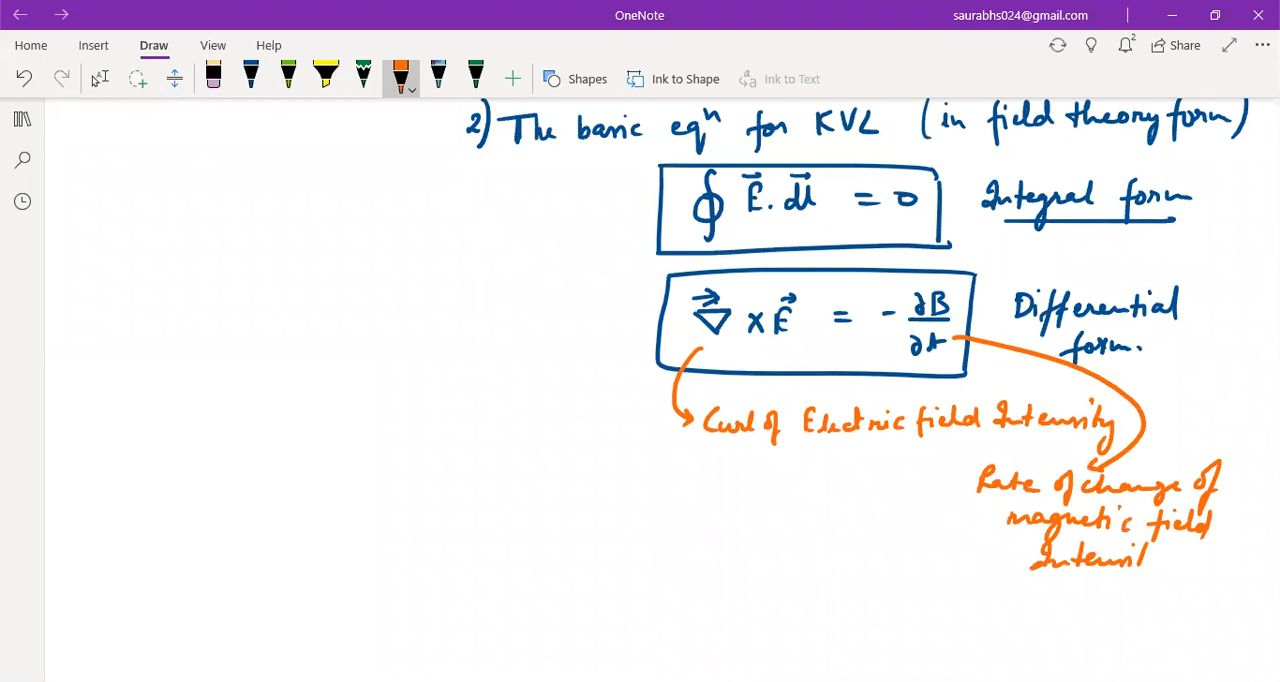 OneNote
saurabhs024@gmail.com
Home Insert Draw View Help
Share
Shapes Ink to Shape Ink to Text
2) The basic eqⁿ for KVL (in field theory form)
∮ E⃗ . dl⃗ = 0 Integral form
∇⃗ × E⃗ = - ∂B/∂t Differential form.
Curl of Electric field Intensity
Rate of change of
magnetic field
Intensi